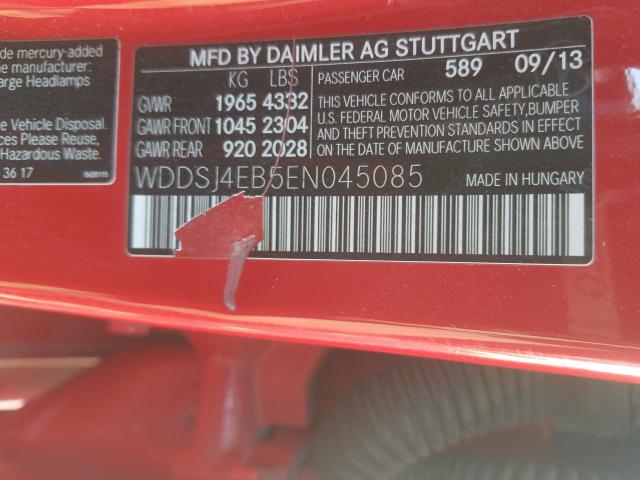 de mercury-added
e manufacturer:
arge Headlamps
e Vehicle Disposal.
Please Reuse,
Hazardous Waste.
3 6 17
MFD BY DAIMLER AG STUTTGART
KG LBS
GVWR 1965 4332
GAWR FRONT 1045 2304
GAWR REAR 920 2028
PASSENGER CAR 589 09/13
THIS VEHICLE CONFORMS TO ALL APPLICABLE
U.S. FEDERAL MOTOR VEHICLE SAFETY, BUMPER
AND THEFT PREVENTION STANDARDS IN EFFECT ON
THE DATE OF MANUFACTURE SHOWN ABOVE
WDDSJ4EB5EN045085 MADE IN HUNGARY